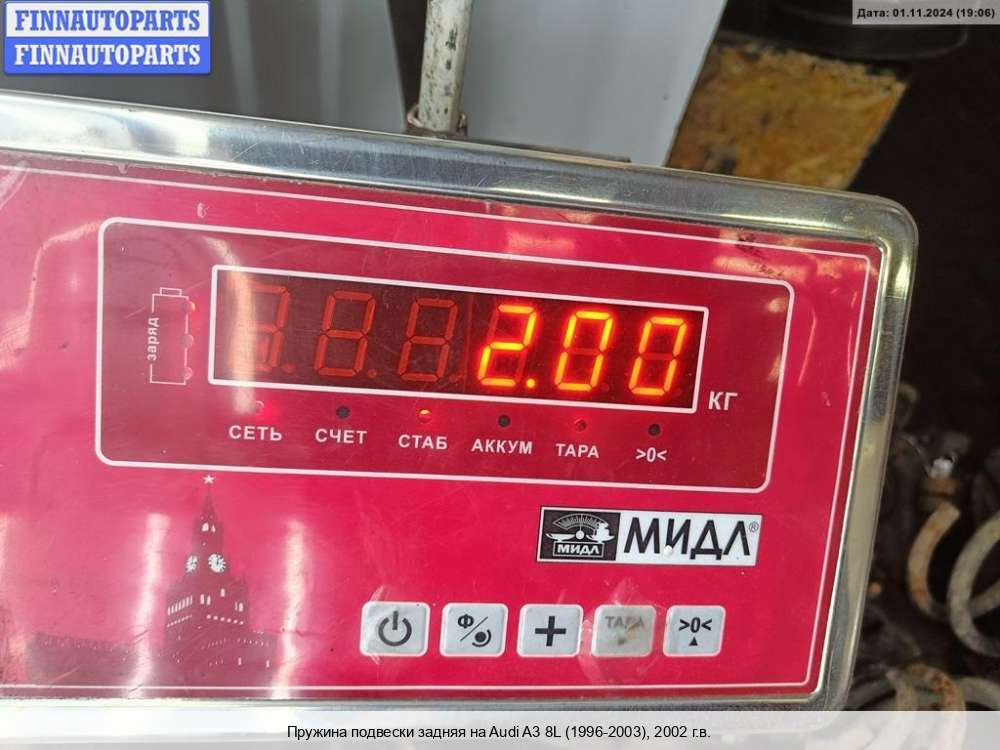 FINNAUTOPARTS
FINNAUTOPARTS
Дата: 01.11.2024 (19:06)
заряд
2.00
КГ
СЕТЬ СЧЕТ СТАБ АККУМ ТАРА >0<
МИДЛ МИДЛ®
Ф + ТАРА >0<
Пружина подвески задняя на Audi A3 8L (1996-2003), 2002 г.в.